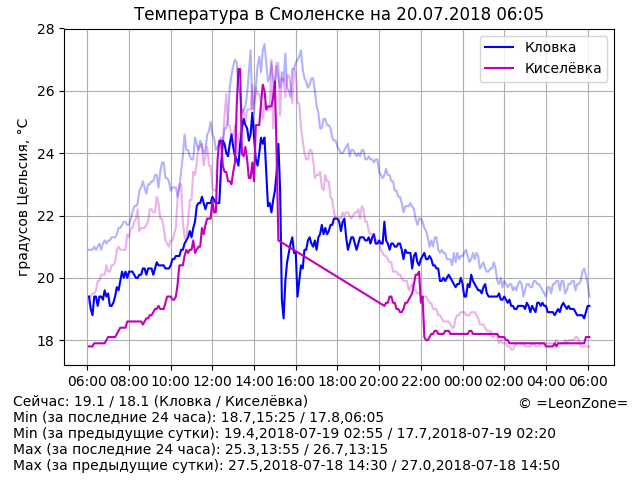 Температура в Смоленске на 20.07.2018 06:05
28
26
24
22
20
18
градусов Цельсия, °C
Кловка
Киселёвка
06:00 08:00 10:00 12:00 14:00 16:00 18:00 20:00 22:00 00:00 02:00 04:00 06:00
Сейчас: 19.1 / 18.1 (Кловка / Киселёвка)
© =LeonZone=
Min (за последние 24 часа): 18.7,15:25 / 17.8,06:05
Min (за предыдущие сутки): 19.4,2018-07-19 02:55 / 17.7,2018-07-19 02:20
Max (за последние 24 часа): 25.3,13:55 / 26.7,13:15
Max (за предыдущие сутки): 27.5,2018-07-18 14:30 / 27.0,2018-07-18 14:50